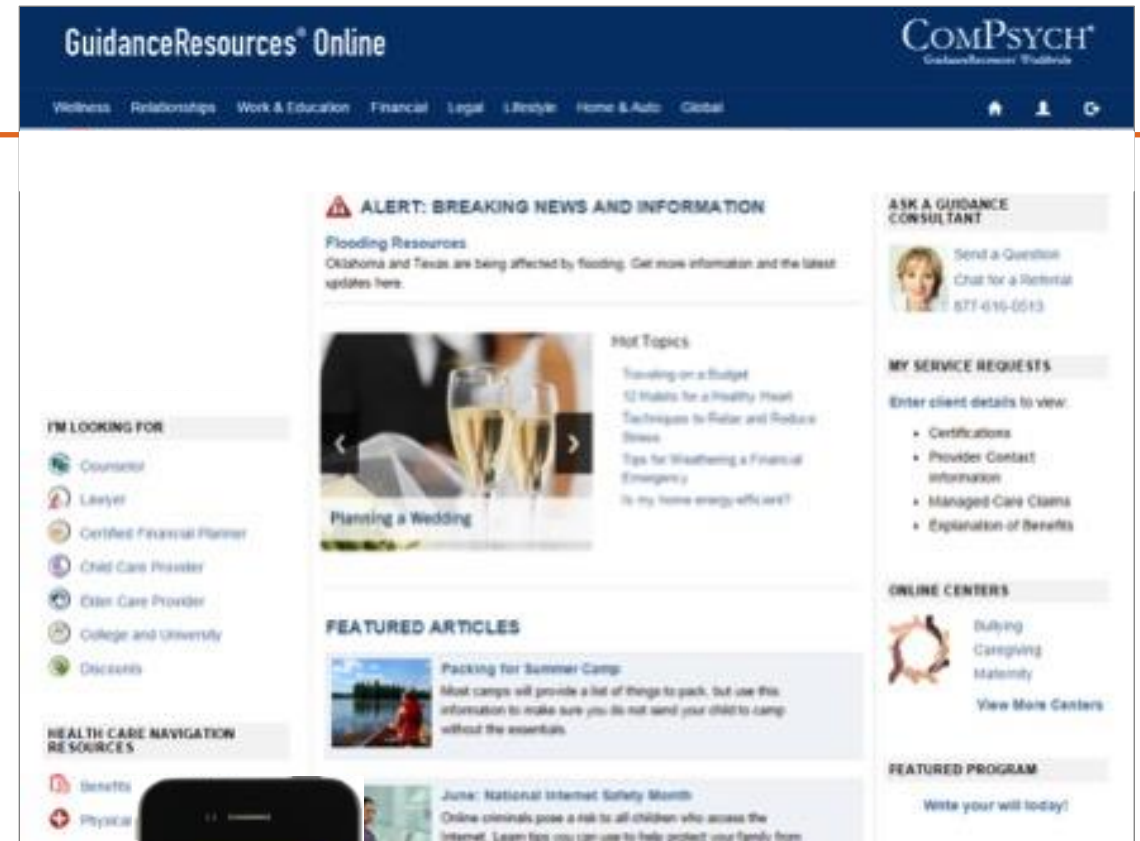 GuidanceResources® Online
COMPSYCH®
GuidanceResources® Worldwide
Wellness Relationships Work & Education Financial Legal Lifestyle Home & Auto Global
ALERT: BREAKING NEWS AND INFORMATION
Flooding Resources
Oklahoma and Texas are being affected by flooding. Get more information and the latest
updates here.
Hot Topics
Traveling on a Budget
12 Habits for a Healthy Heart
Techniques to Relax and Reduce
Stress
Tips for Weathering a Financial
Emergency
Is my home energy efficient?
Planning a Wedding
I'M LOOKING FOR
Counselor
Lawyer
Certified Financial Planner
Child Care Provider
Elder Care Provider
College and University
Discounts
HEALTH CARE NAVIGATION
RESOURCES
Benefits
Physical
FEATURED ARTICLES
Packing for Summer Camp
Most camps will provide a list of things to pack, but use this
information to make sure you do not send your child to camp
without the essentials.
June: National Internet Safety Month
Online criminals pose a risk to all children who access the
Internet. Learn tips you can use to help protect your family from
ASK A GUIDANCE
CONSULTANT
Send a Question
Chat for a Referral
877-616-0513
MY SERVICE REQUESTS
Enter client details to view:
Certifications
Provider Contact
Information
Managed Care Claims
Explanation of Benefits
ONLINE CENTERS
Bullying
Caregiving
Maternity
View More Centers
FEATURED PROGRAM
Write your will today!